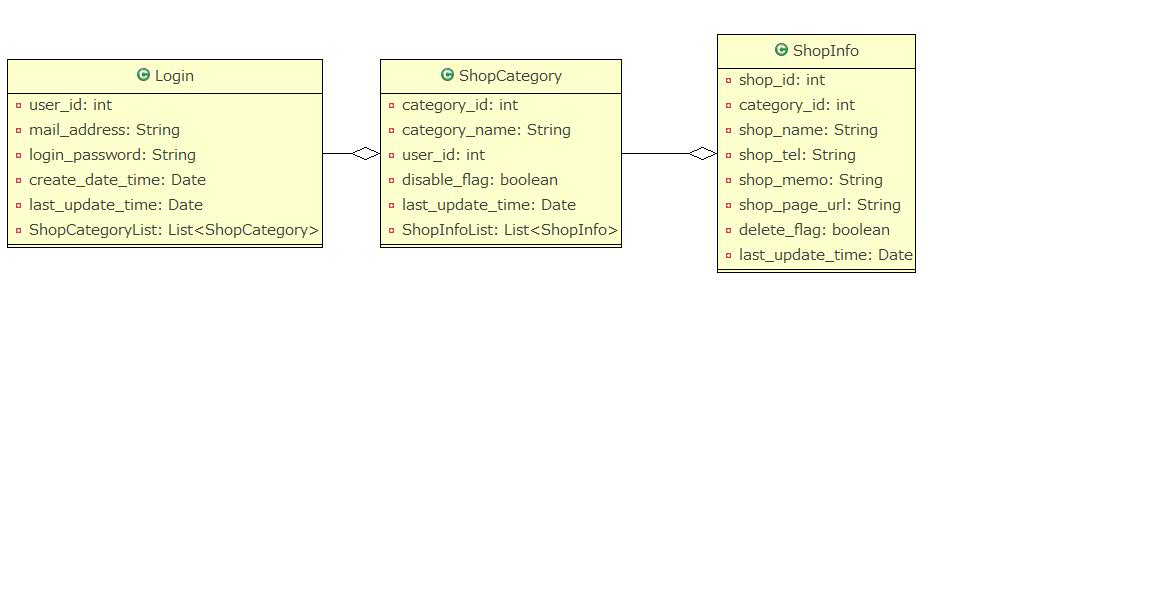 Login
user_id: int
mail_address: String
login_password: String
create_date_time: Date
last_update_time: Date
ShopCategoryList: List<ShopCategory>
ShopCategory
category_id: int
category_name: String
user_id: int
disable_flag: boolean
last_update_time: Date
ShopInfoList: List<ShopInfo>
ShopInfo
shop_id: int
category_id: int
shop_name: String
shop_tel: String
shop_memo: String
shop_page_url: String
delete_flag: boolean
last_update_time: Date